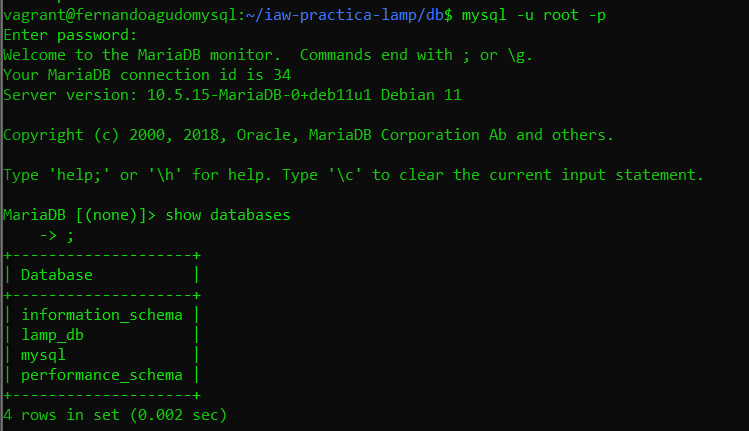 vagrant@fernandoagudomysql:~/iaw-practica-lamp/db$ mysql -u root -p
Enter password:
Welcome to the MariaDB monitor.  Commands end with ; or \g.
Your MariaDB connection id is 34
Server version: 10.5.15-MariaDB-0+deb11u1 Debian 11

Copyright (c) 2000, 2018, Oracle, MariaDB Corporation Ab and others.

Type 'help;' or '\h' for help. Type '\c' to clear the current input statement.

MariaDB [(none)]> show databases
    -> ;
+--------------------+
| Database           |
+--------------------+
| information_schema |
| lamp_db            |
| mysql              |
| performance_schema |
+--------------------+
4 rows in set (0.002 sec)